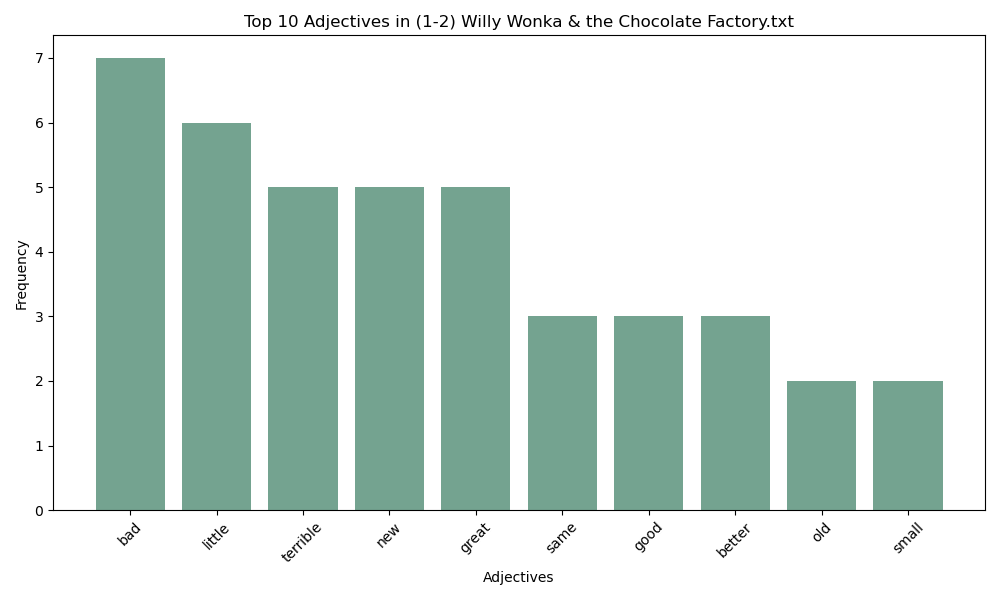 Top 10 Adjectives in (1-2) Willy Wonka & the Chocolate Factory.txt
7
6
5
4
3
2
1
0
Frequency
bad
little
terrible
new
great
same
good
better
old
small
Adjectives